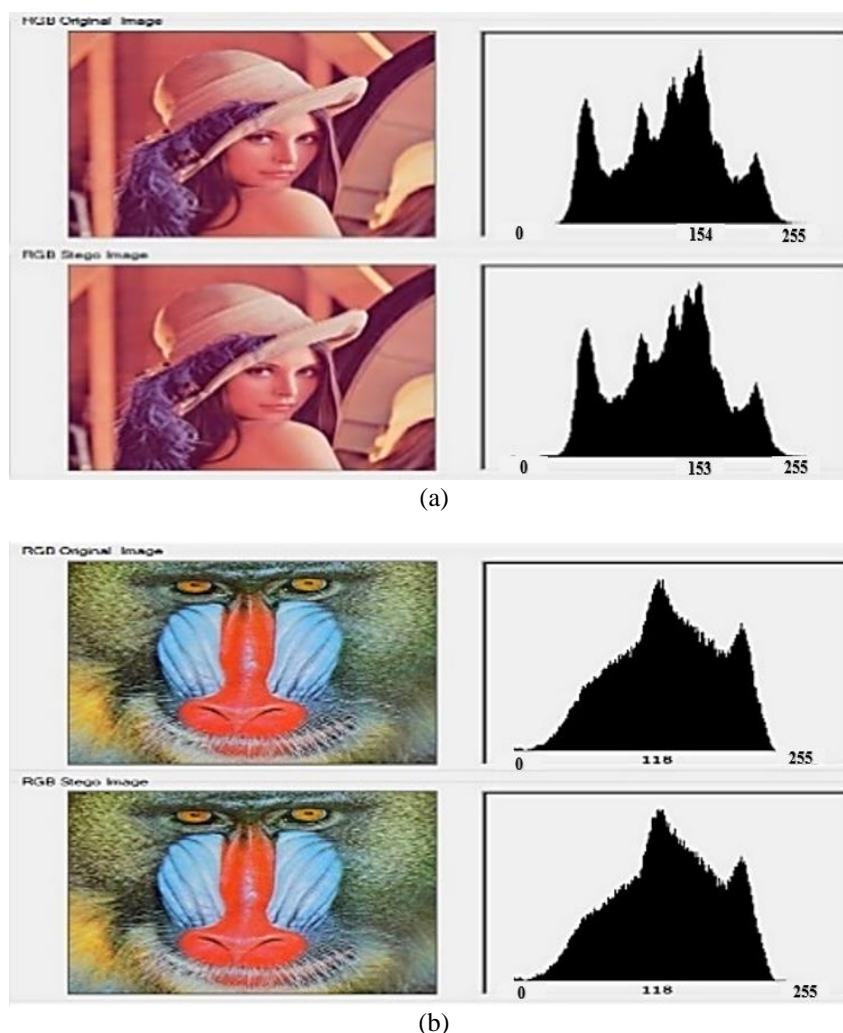 RGB Original Image
0 154 255
RGB Stego Image
0 153 255
(a)
RGB Original Image
0 118 255
RGB Stego Image
0 118 255
(b)